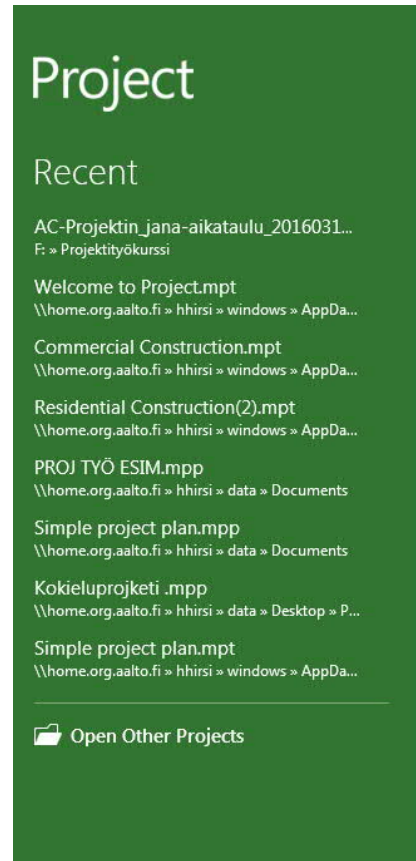 Project
Recent
AC-Projektin_jana-aikataulu_2016031...
F: » Projektityökurssi
Welcome to Project.mpt
\\home.org.aalto.fi » hhirsi » windows » AppDa...
Commercial Construction.mpt
\\home.org.aalto.fi » hhirsi » windows » AppDa...
Residential Construction(2).mpt
\\home.org.aalto.fi » hhirsi » windows » AppDa...
PROJ TYÖ ESIM.mpp
\\home.org.aalto.fi » hhirsi » data » Documents
Simple project plan.mpp
\\home.org.aalto.fi » hhirsi » data » Documents
Kokieluprojketi .mpp
\\home.org.aalto.fi » hhirsi » data » Desktop » P...
Simple project plan.mpt
\\home.org.aalto.fi » hhirsi » windows » AppDa...
Open Other Projects